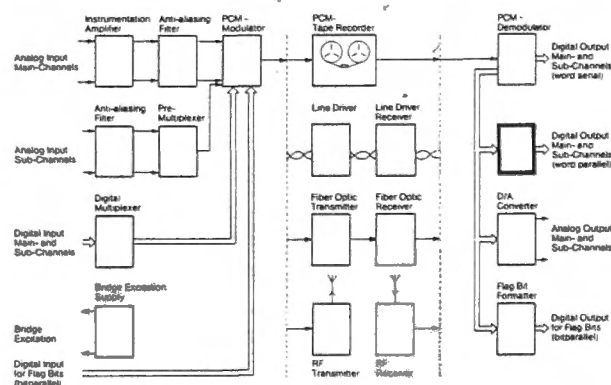 Instrumentation
Amplifier
Anti-aliasing
Filter
PCM -
Modulator
PCM-
Tape Recorder
PCM -
Demodulator
Analog Input
Main-Channels
Digital Output
Main- and
Sub-Channels
(word serial)
Anti-aliasing
Filter
Pre-
Multiplexer
Line Driver
Line Driver
Receiver
Analog Input
Sub-Channels
Digital Output
Main- and
Sub-Channels
(word parallel)
Digital
Multiplexer
Fiber Optic
Transmitter
Fiber Optic
Receiver
D/A
Converter
Digital Input
Main- and
Sub-Channels
Analog Output
Main- and
Sub-Channels
Bridge Excitation
Supply
Flag Bit
Formatter
Bridge
Excitation
Digital Output
for Flag Bits
(bitparallel)
Digital Input
for Flag Bits
(bitparallel)
RF
Transmitter
RF
Receiver